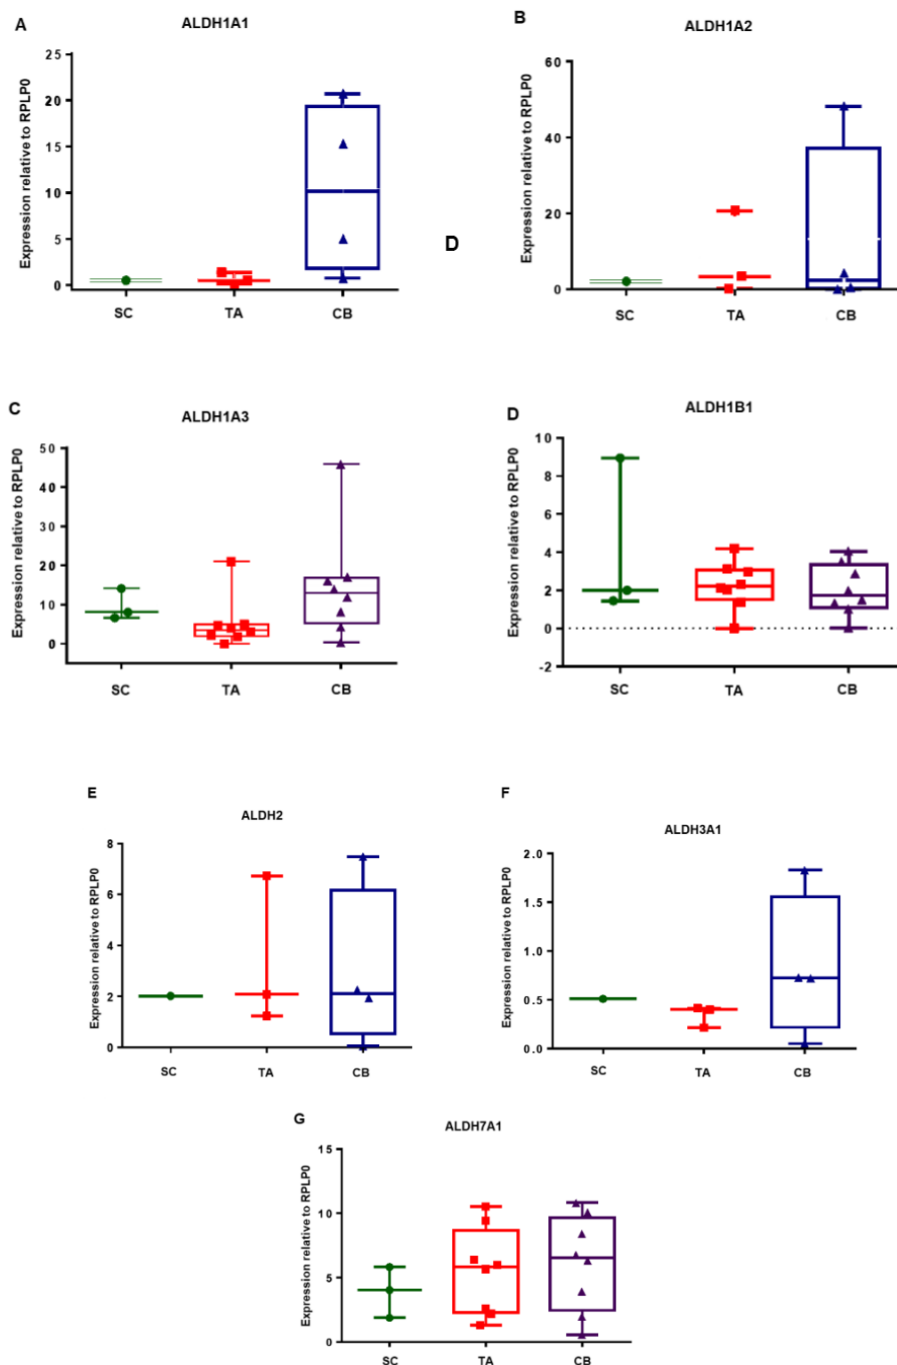 A
ALDH1A1
Expression relative to RPLP0
25
20
15
10
5
0
SC TA CB
B
ALDH1A2
Expression relative to RPLP0
60
40
20
0
SC TA CB
D
C
ALDH1A3
Expression relative to RPLP0
50
40
30
20
10
0
SC TA CB
D
ALDH1B1
Expression relative to RPLP0
10
8
6
4
2
0
-2
SC TA CB
E
ALDH2
Expression relative to RPLP0
8
6
4
2
0
SC TA CB
F
ALDH3A1
Expression relative to RPLP0
2.0
1.5
1.0
0.5
0.0
SC TA CB
G
ALDH7A1
Expression relative to RPLP0
15
10
5
0
SC TA CB